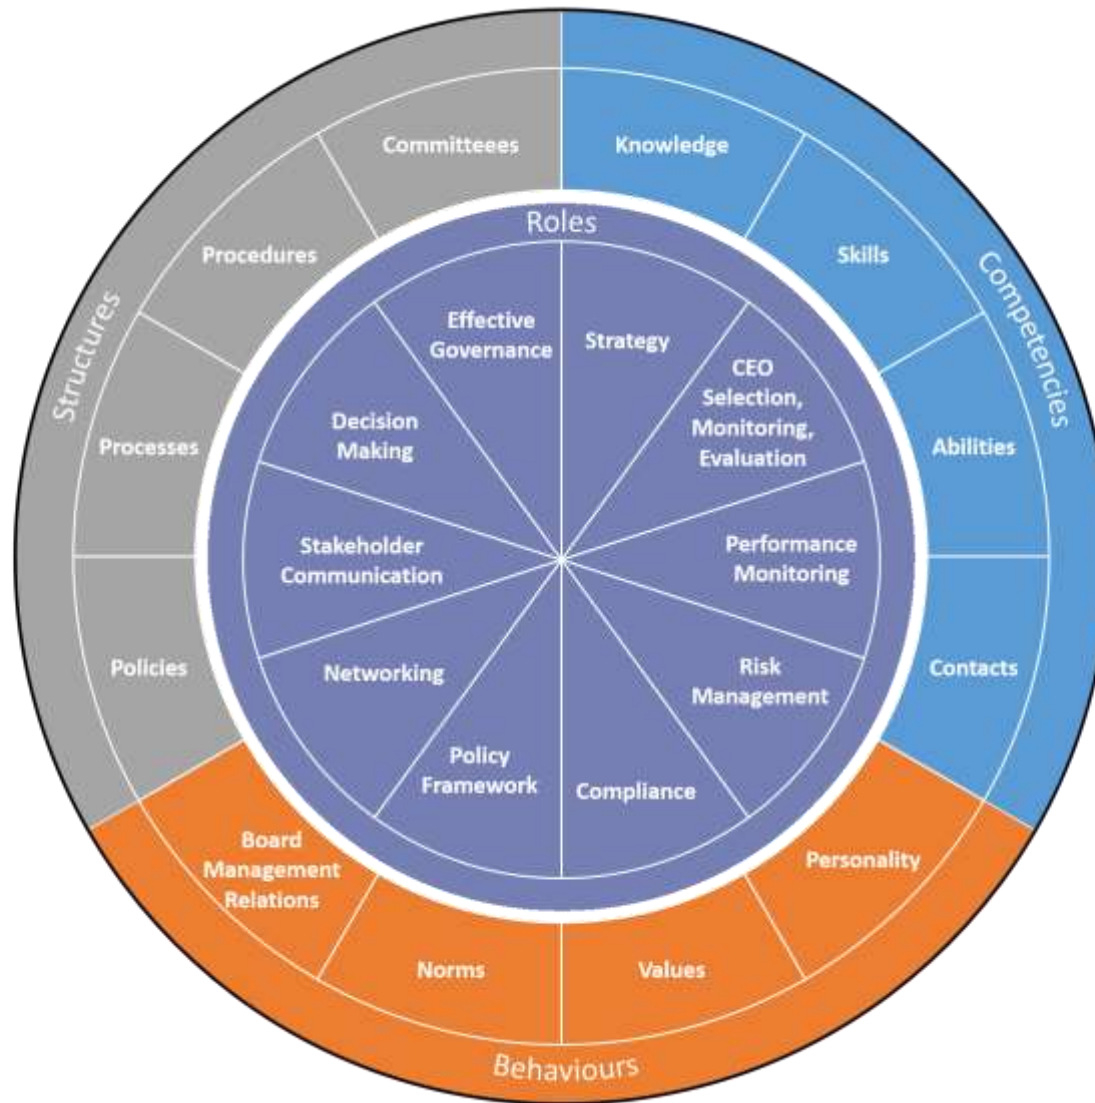 Committeees
Knowledge
Procedures
Roles
Skills
Structures
Competencies
Effective
Governance
Strategy
CEO
Selection,
Monitoring,
Evaluation
Decision
Making
Processes
Abilities
Stakeholder
Communication
Performance
Monitoring
Policies
Networking
Risk
Management
Contacts
Policy
Framework
Compliance
Board
Management
Relations
Personality
Norms
Values
Behaviours